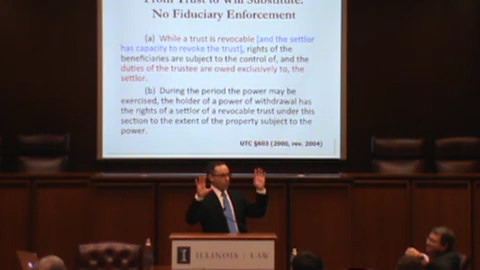 From Trust to Will Substitute:
No Fiduciary Enforcement
(a) While a trust is revocable [and the settlor
has capacity to revoke the trust], rights of the
beneficiaries are subject to the control of, and the
duties of the trustee are owed exclusively to, the
settlor.
(b) During the period the power may be
exercised, the holder of a power of withdrawal has
the rights of a settlor of a revocable trust under this
section to the extent of the property subject to the
power.
UTC §603 (2000, rev. 2004)
I ILLINOIS | LAW